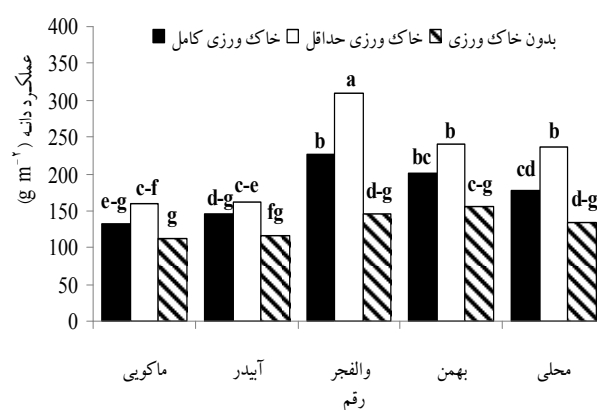 خاک ورزی کامل خاک ورزی حداقل بدون خاک ورزی
عملکرد دانه (g m⁻²)
400
350
300
250
200
150
100
50
0
e-g c-f g
d-g c-e fg
b a d-g
bc b c-g
cd b d-g
ماکویی آبیدر والفجر بهمن محلی
رقم